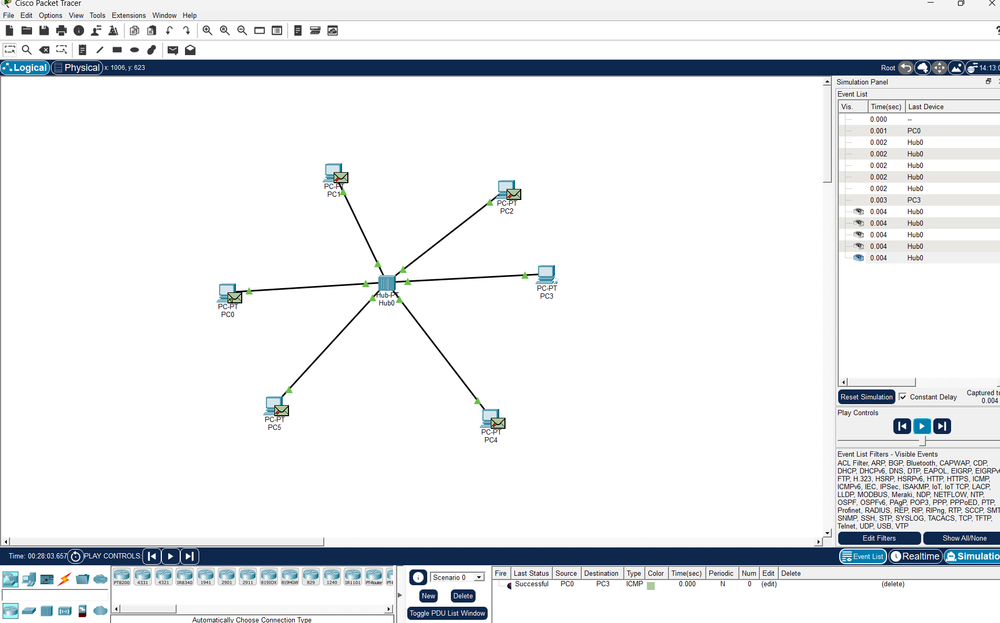 Cisco Packet Tracer
File Edit Options View Tools Extensions Window Help
Logical Physical x: 1006, y: 623 Root 14:13:0
Simulation Panel
Event List
Vis. Time(sec) Last Device
0.000 --
0.001 PC0
0.002 Hub0
0.002 Hub0
0.002 Hub0
0.002 Hub0
0.002 Hub0
0.003 PC3
0.004 Hub0
0.004 Hub0
0.004 Hub0
0.004 Hub0
0.004 Hub0
PC-PT
PC1
PC-PT
PC2
PC-PT
PC3
Hub-PT
Hub0
PC-PT
PC0
PC-PT
PC5
PC-PT
PC4
Reset Simulation Constant Delay Captured to
0.004
Play Controls
Event List Filters - Visible Events
ACL Filter, ARP, BGP, Bluetooth, CAPWAP, CDP,
DHCP, DHCPv6, DNS, DTP, EAPOL, EIGRP, EIGRPv
FTP, H.323, HSRP, HSRPv6, HTTP, HTTPS, ICMP,
ICMPv6, IEC, IPSec, ISAKMP, IoT, IoT TCP, LACP,
LLDP, MODBUS, Meraki, NDP, NETFLOW, NTP,
OSPF, OSPFv6, PAgP, POP3, PPP, PPPoED, PTP,
Profinet, RADIUS, REP, RIP, RIPng, RTP, SCCP, SMT
SNMP, SSH, STP, SYSLOG, TACACS, TCP, TFTP,
Telnet, UDP, USB, VTP
Edit Filters Show All/None
Time: 00:28:03.657 PLAY CONTROLS: Event List Realtime Simulatio
PT8200 4331 4321 IR8340 1941 2901 2911 819IOX 819HGW 829 1240 IR1101 PT-Router PT-E
Automatically Choose Connection Type
Scenario 0
New Delete
Toggle PDU List Window
Fire Last Status Source Destination Type Color Time(sec) Periodic Num Edit Delete
Successful PC0 PC3 ICMP 0.000 N 0 (edit) (delete)